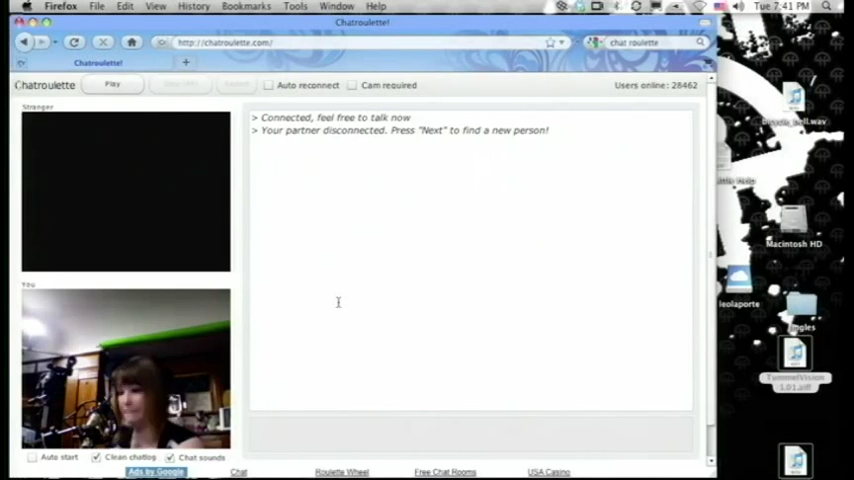 Firefox File Edit View History Bookmarks Tools Window Help Tue 7:41 PM
Chatroulette!
http://chatroulette.com/ chat roulette
Chatroulette!
Chatroulette Play Auto reconnect Cam required Users online: 28462
Stranger
> Connected, feel free to talk now
> Your partner disconnected. Press "Next" to find a new person!
You
Auto start Clean chatlog Chat sounds
Ads by Google Chat Roulette Wheel Free Chat Rooms USA Casino
bicycle_bell.wav
Macintosh HD
leolaporte